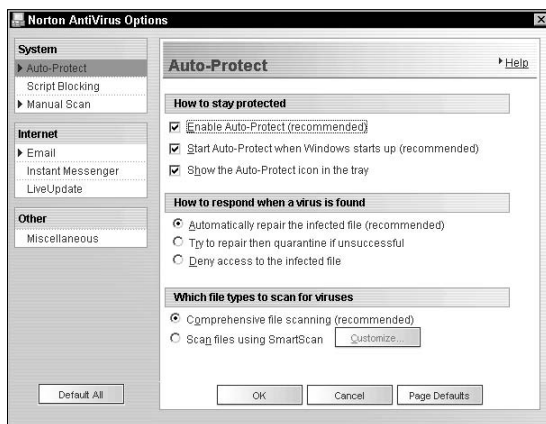 Norton AntiVirus Options
System
Auto-Protect
Script Blocking
Manual Scan
Internet
Email
Instant Messenger
LiveUpdate
Other
Miscellaneous
Default All
Auto-Protect
Help
How to stay protected
Enable Auto-Protect (recommended)
Start Auto-Protect when Windows starts up (recommended)
Show the Auto-Protect icon in the tray
How to respond when a virus is found
Automatically repair the infected file (recommended)
Try to repair then quarantine if unsuccessful
Deny access to the infected file
Which file types to scan for viruses
Comprehensive file scanning (recommended)
Scan files using SmartScan Customize...
OK Cancel Page Defaults